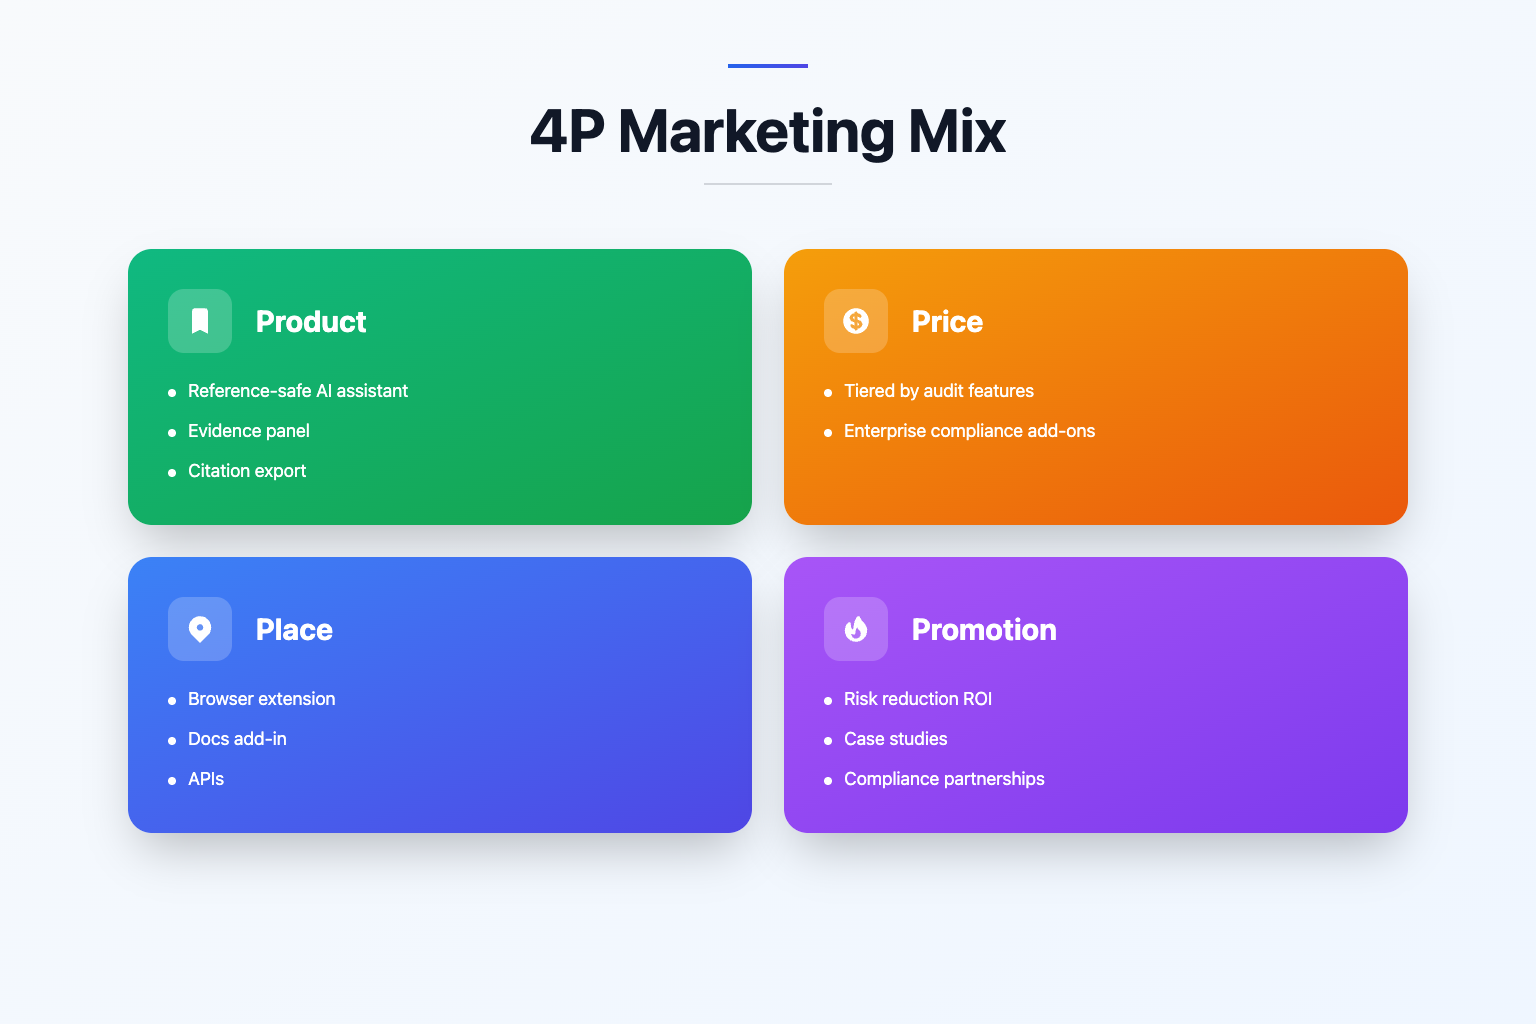 4P Marketing Mix
Product
Reference-safe AI assistant
Evidence panel
Citation export
Price
Tiered by audit features
Enterprise compliance add-ons
Place
Browser extension
Docs add-in
APIs
Promotion
Risk reduction ROI
Case studies
Compliance partnerships